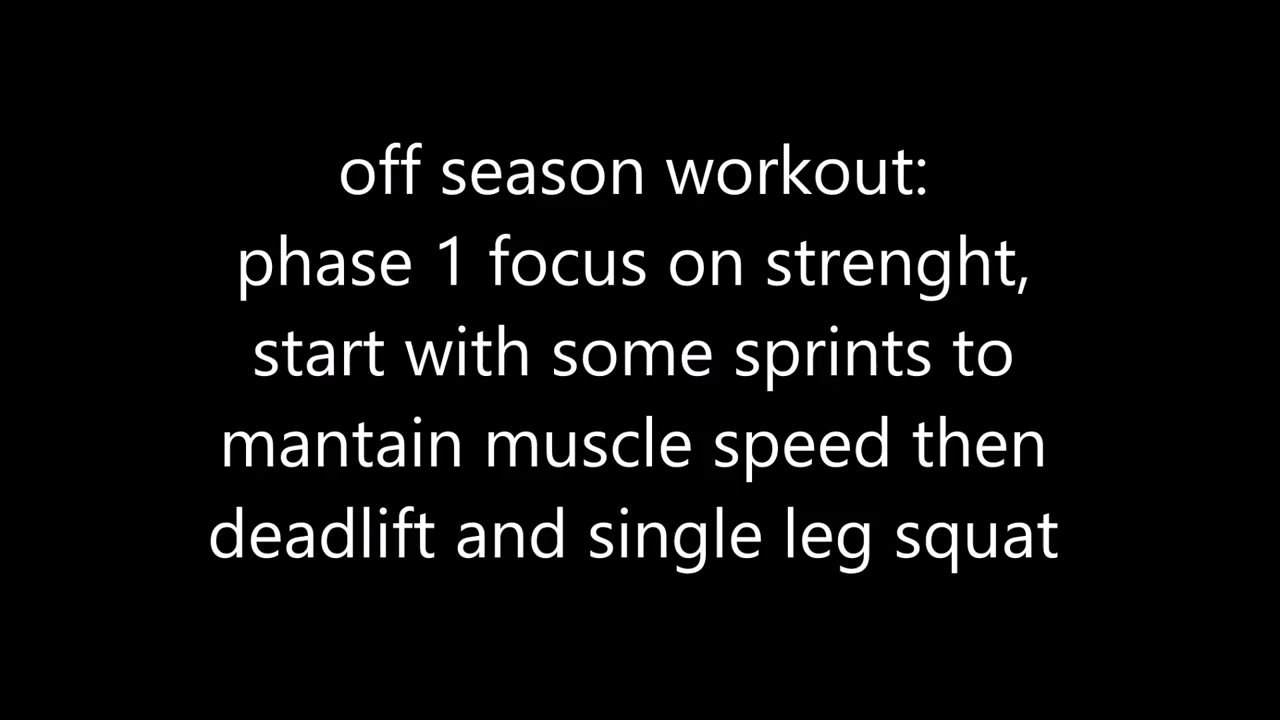 off season workout:
phase 1 focus on strenght,
start with some sprints to
mantain muscle speed then
deadlift and single leg squat